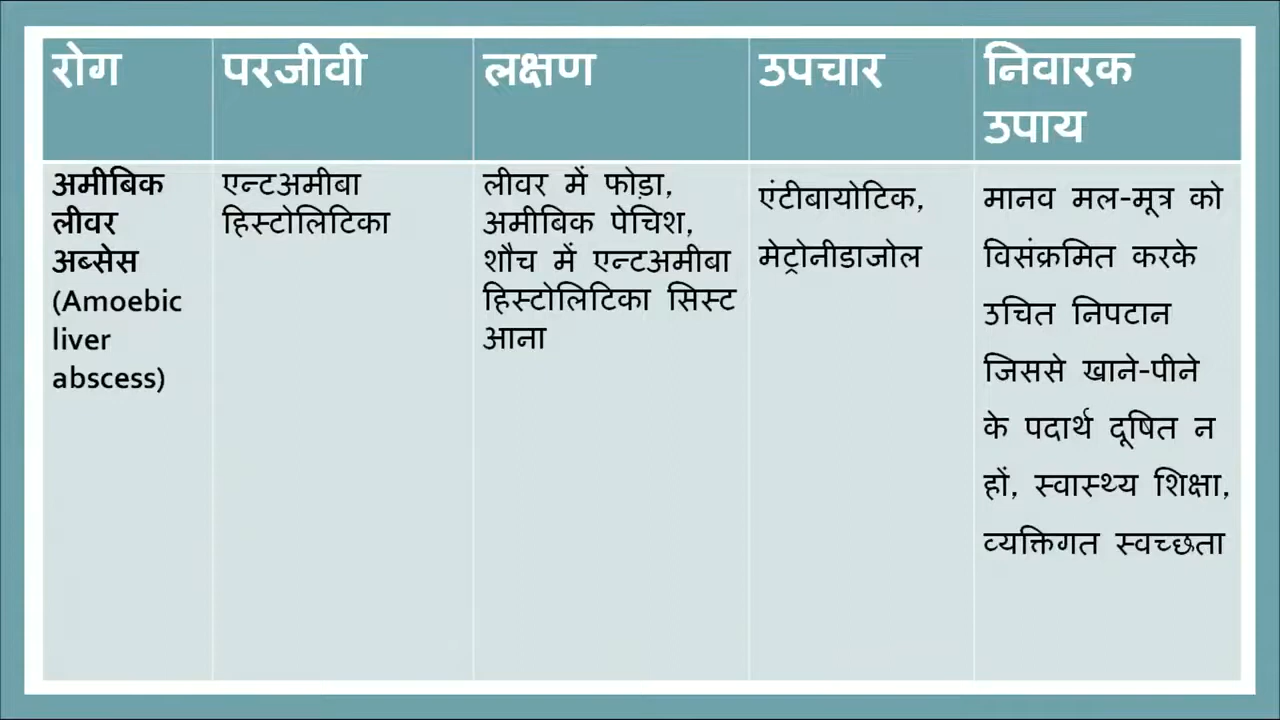 रोग
परजीवी
लक्षण
उपचार
निवारक
उपाय
अमीबिक
लीवर
अब्सेस
(Amoebic
liver
abscess)
एन्टअमीबा
हिस्टोलिटिका
लीवर में फोड़ा,
अमीबिक पेचिश,
शौच में एन्टअमीबा
हिस्टोलिटिका सिस्ट
आना
एंटीबायोटिक,
मेट्रोनीडाजोल
मानव मल-मूत्र को
विसंक्रमित करके
उचित निपटान
जिससे खाने-पीने
के पदार्थ दूषित न
हों, स्वास्थ्य शिक्षा,
व्यक्तिगत स्वच्छता